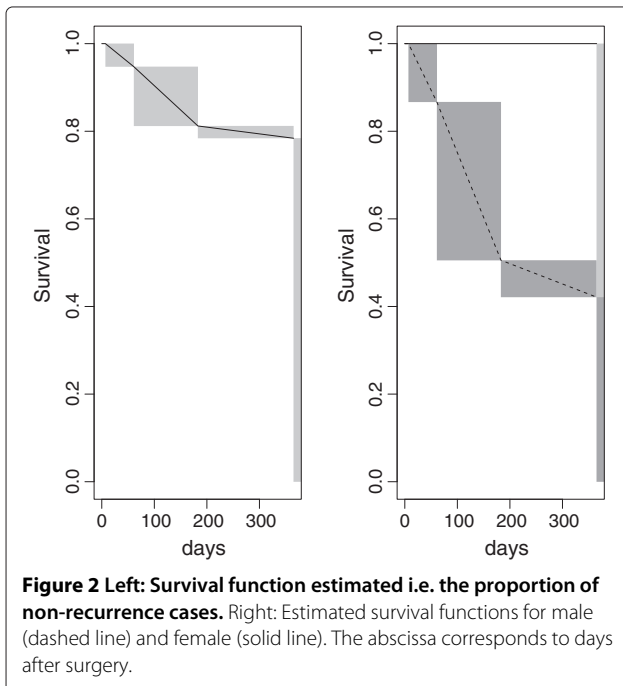 1.0
0.8
0.6
0.4
0.2
0.0
Survival
0 100 200 300
days
1.0
0.8
0.6
0.4
0.2
0.0
Survival
0 100 200 300
days
Figure 2 Left: Survival function estimated i.e. the proportion of
non-recurrence cases. Right: Estimated survival functions for male
(dashed line) and female (solid line). The abscissa corresponds to days
after surgery.